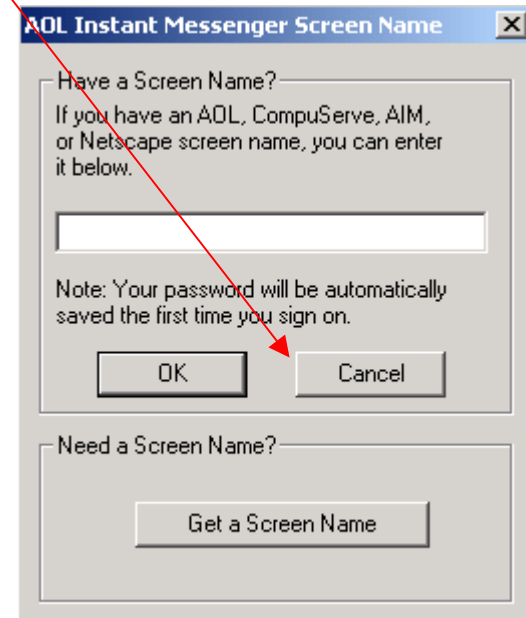 AOL Instant Messenger Screen Name
Have a Screen Name?
If you have an AOL, CompuServe, AIM,
or Netscape screen name, you can enter
it below.
Note: Your password will be automatically
saved the first time you sign on.
OK Cancel
Need a Screen Name?
Get a Screen Name